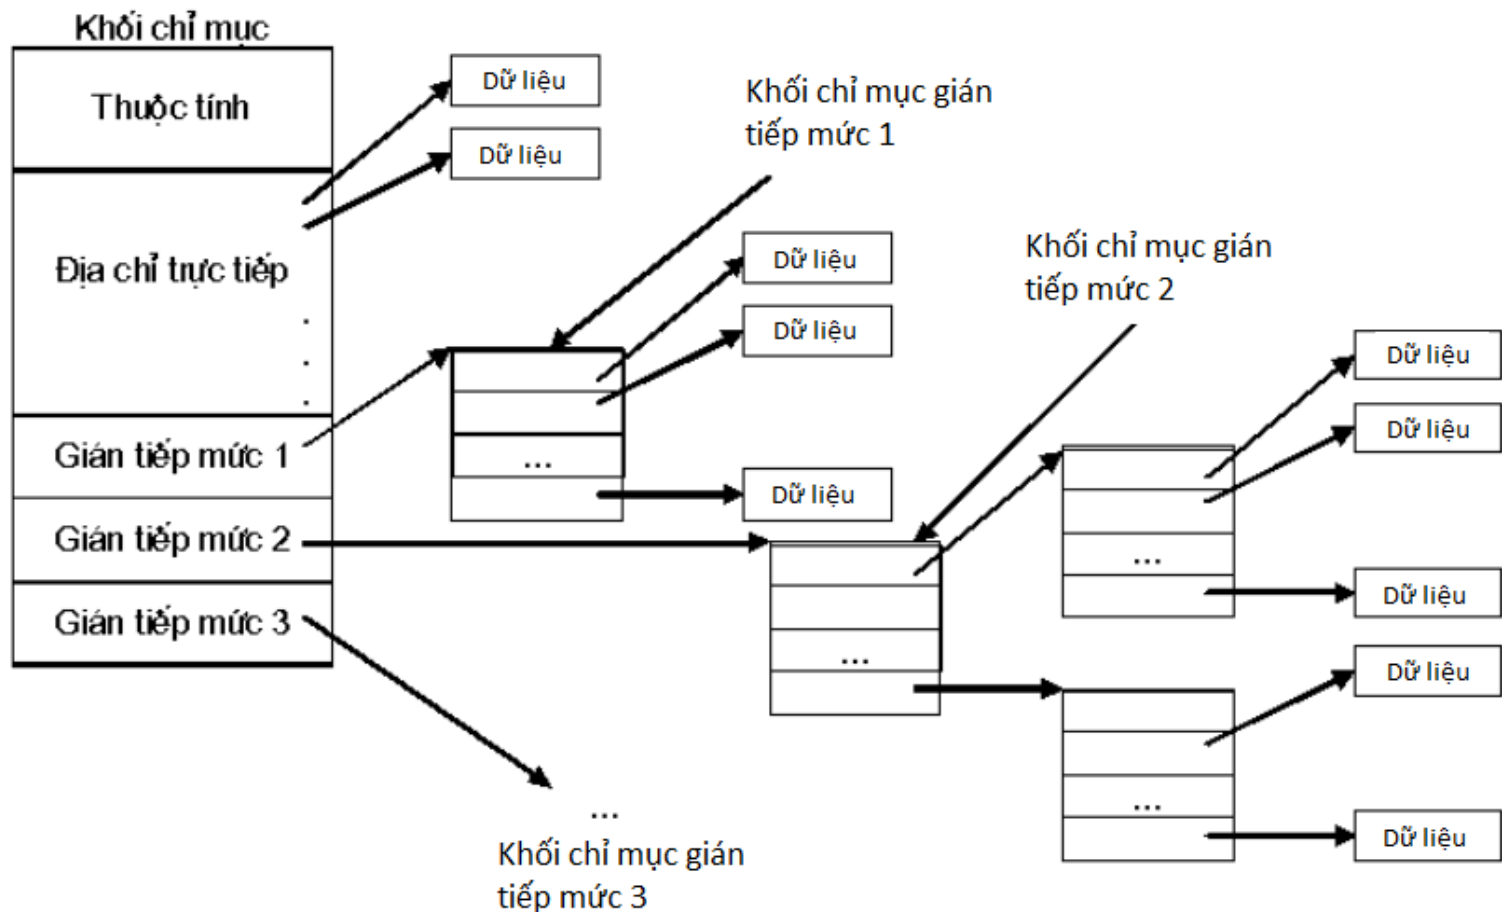 Khối chỉ mục
Thuộc tính
Địa chỉ trực tiếp
.
.
.
Gián tiếp mức 1
Gián tiếp mức 2
Gián tiếp mức 3
Dữ liệu
Dữ liệu
Khối chỉ mục gián
tiếp mức 1
Dữ liệu
Dữ liệu
...
Dữ liệu
Khối chỉ mục gián
tiếp mức 2
...
Dữ liệu
Dữ liệu
...
Dữ liệu
Dữ liệu
...
Dữ liệu
...
Khối chỉ mục gián
tiếp mức 3